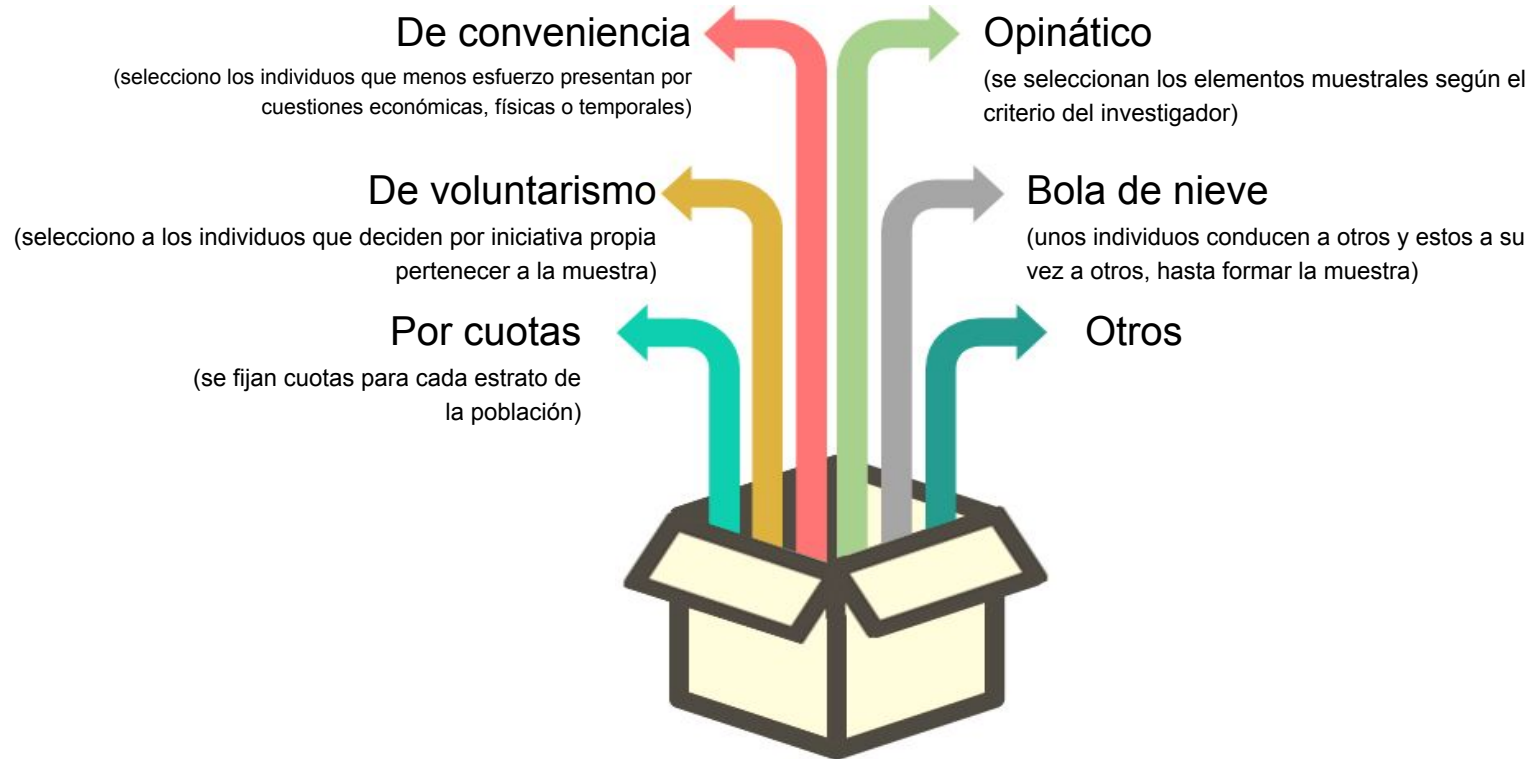 De conveniencia
(selecciono los individuos que menos esfuerzo presentan por
cuestiones económicas, físicas o temporales)
De voluntarismo
(selecciono a los individuos que deciden por iniciativa propia
pertenecer a la muestra)
Por cuotas
(se fijan cuotas para cada estrato de
la población)
Opinático
(se seleccionan los elementos muestrales según el
criterio del investigador)
Bola de nieve
(unos individuos conducen a otros y estos a su
vez a otros, hasta formar la muestra)
Otros